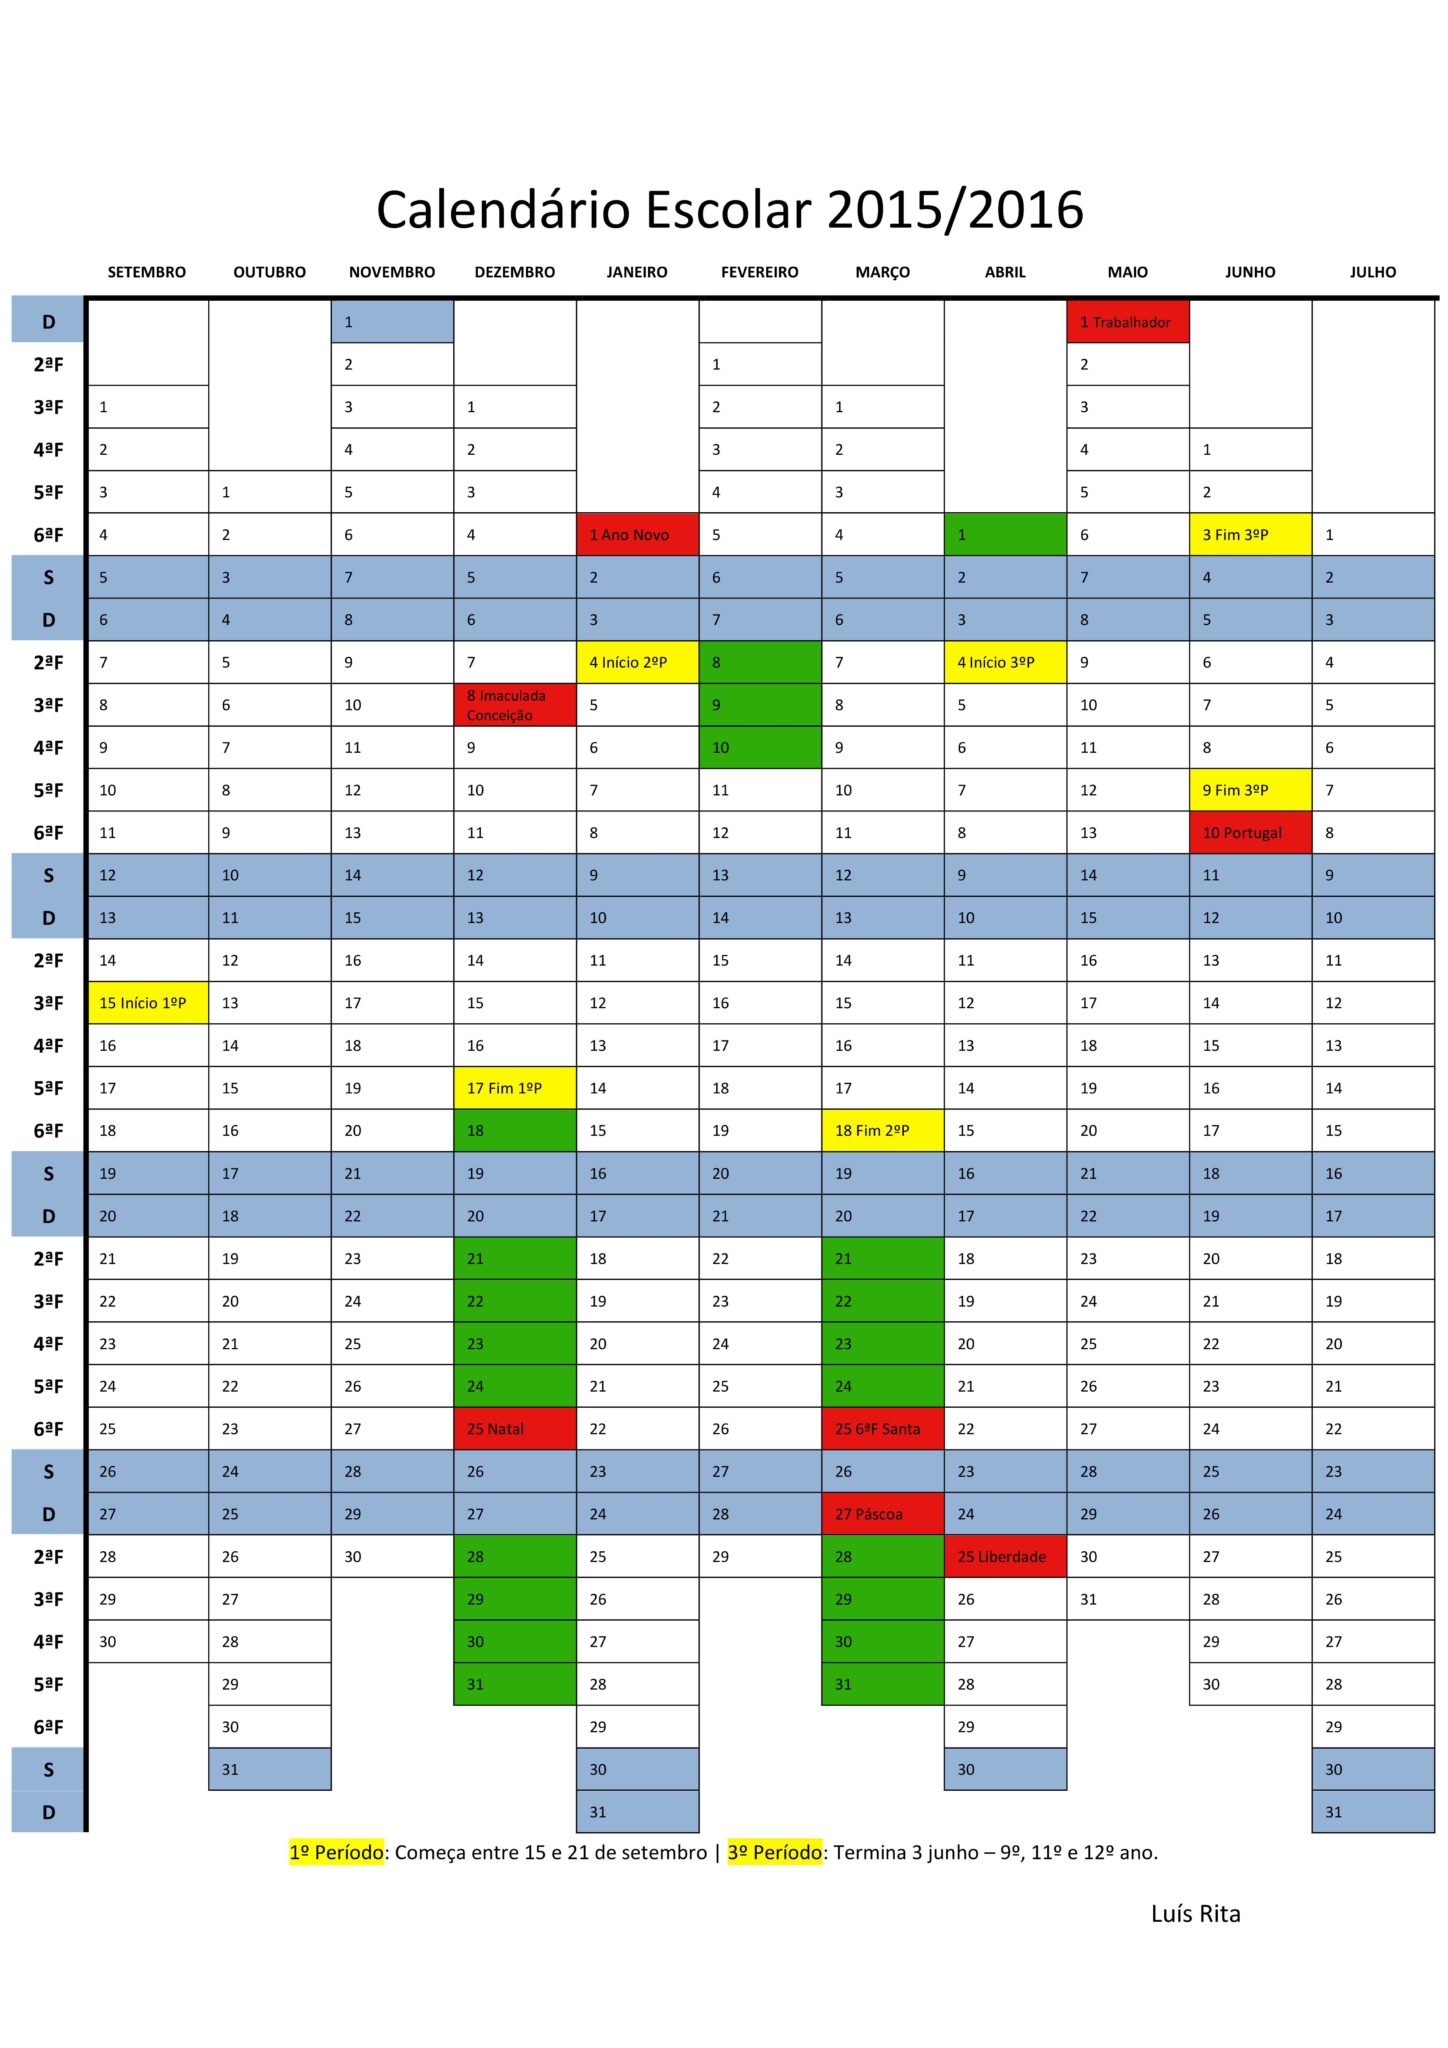 Calendário Escolar 2015/2016
SETEMBRO OUTUBRO NOVEMBRO DEZEMBRO JANEIRO FEVEREIRO MARÇO ABRIL MAIO JUNHO JULHO
D 1 1 Trabalhador
2ªF 2 1 2
3ªF 1 3 1 2 1 3
4ªF 2 4 2 3 2 4 1
5ªF 3 1 5 3 4 3 5 2
6ªF 4 2 6 4 1 Ano Novo 5 4 1 6 3 Fim 3ºP 1
S 5 3 7 5 2 6 5 2 7 4 2
D 6 4 8 6 3 7 6 3 8 5 3
2ªF 7 5 9 7 4 Início 2ºP 8 7 4 Início 3ºP 9 6 4
3ªF 8 6 10 8 Imaculada Conceição 5 9 8 5 10 7 5
4ªF 9 7 11 9 6 10 9 6 11 8 6
5ªF 10 8 12 10 7 11 10 7 12 9 Fim 3ºP 7
6ªF 11 9 13 11 8 12 11 8 13 10 Portugal 8
S 12 10 14 12 9 13 12 9 14 11 9
D 13 11 15 13 10 14 13 10 15 12 10
2ªF 14 12 16 14 11 15 14 11 16 13 11
3ªF 15 Início 1ºP 13 17 15 12 16 15 12 17 14 12
4ªF 16 14 18 16 13 17 16 13 18 15 13
5ªF 17 15 19 17 Fim 1ºP 14 18 17 14 19 16 14
6ªF 18 16 20 18 15 19 18 Fim 2ºP 15 20 17 15
S 19 17 21 19 16 20 19 16 21 18 16
D 20 18 22 20 17 21 20 17 22 19 17
2ªF 21 19 23 21 18 22 21 18 23 20 18
3ªF 22 20 24 22 19 23 22 19 24 21 19
4ªF 23 21 25 23 20 24 23 20 25 22 20
5ªF 24 22 26 24 21 25 24 21 26 23 21
6ªF 25 23 27 25 Natal 22 26 25 6ªF Santa 22 27 24 22
S 26 24 28 26 23 27 26 23 28 25 23
D 27 25 29 27 24 28 27 Páscoa 24 29 26 24
2ªF 28 26 30 28 25 29 28 25 Liberdade 30 27 25
3ªF 29 27 29 26 29 26 31 28 26
4ªF 30 28 30 27 30 27 29 27
5ªF 29 31 28 31 28 30 28
6ªF 30 29 29 29
S 31 30 30 30
D 31 31
1º Período: Começa entre 15 e 21 de setembro | 3º Período: Termina 3 junho – 9º, 11º e 12º ano.
Luís Rita